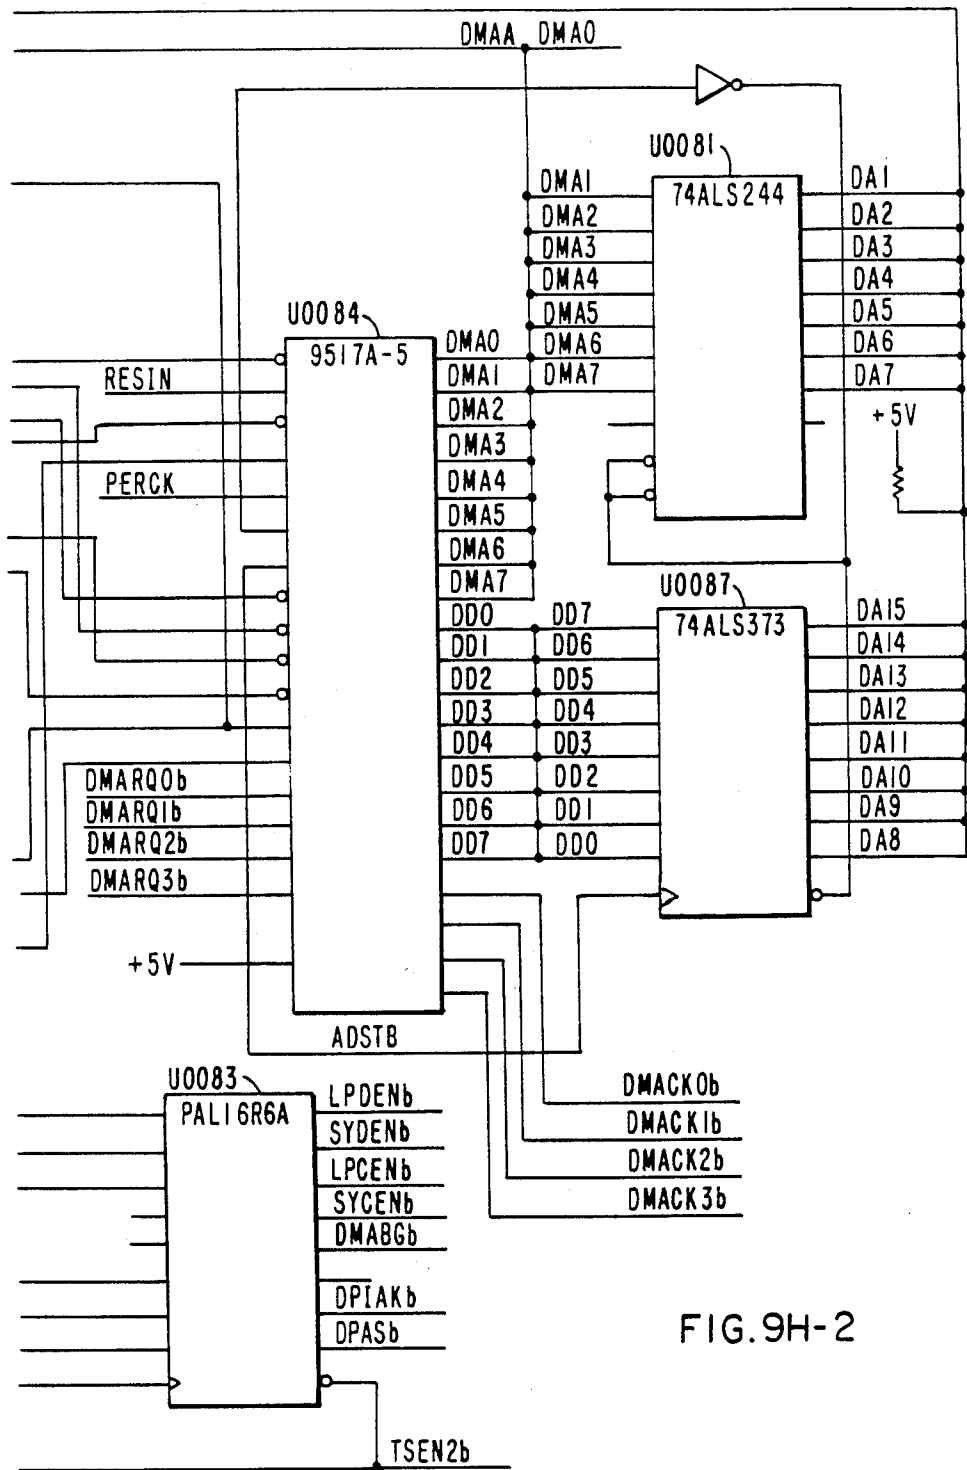 DMAA DMA0
U0081
74ALS244
DMA1
DMA2
DMA3
DMA4
DMA5
DMA6
DMA7
DA1
DA2
DA3
DA4
DA5
DA6
DA7
+5V
U0084
9517A-5
RESIN
PERCK
DMARQ0b
DMARQ1b
DMARQ2b
DMARQ3b
+5V
DMA0
DMA1
DMA2
DMA3
DMA4
DMA5
DMA6
DMA7
DD0
DD1
DD2
DD3
DD4
DD5
DD6
DD7
U0087
74ALS373
DD7
DD6
DD5
DD4
DD3
DD2
DD1
DD0
DA15
DA14
DA13
DA12
DA11
DA10
DA9
DA8
ADSTB
DMACK0b
DMACK1b
DMACK2b
DMACK3b
U0083
PAL16R6A
LPDENb
SYDENb
LPCENb
SYCENb
DMABGb
DPIAKb
DPASb
TSEN2b
FIG.9H-2